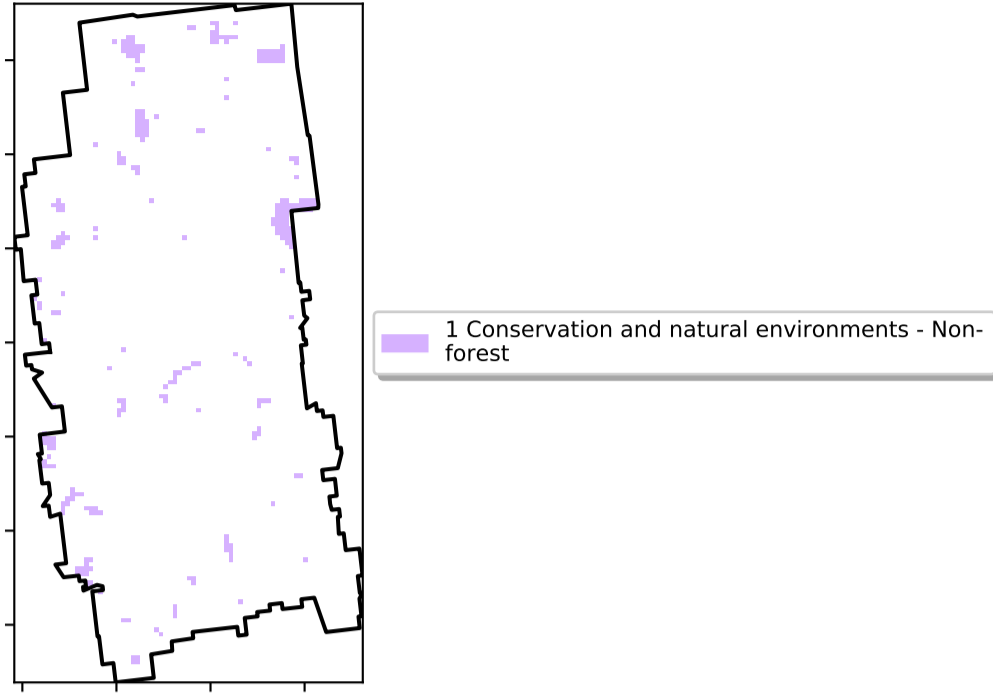 1 Conservation and natural environments - Non-
forest